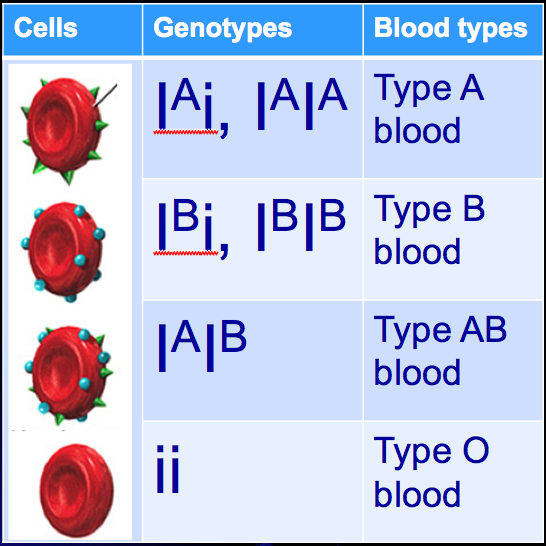 Cells Genotypes Blood types
Iᴬi, IᴬIᴬ Type A
blood
Iᴮi, IᴮIᴮ Type B
blood
IᴬIᴮ Type AB
blood
ii Type O
blood